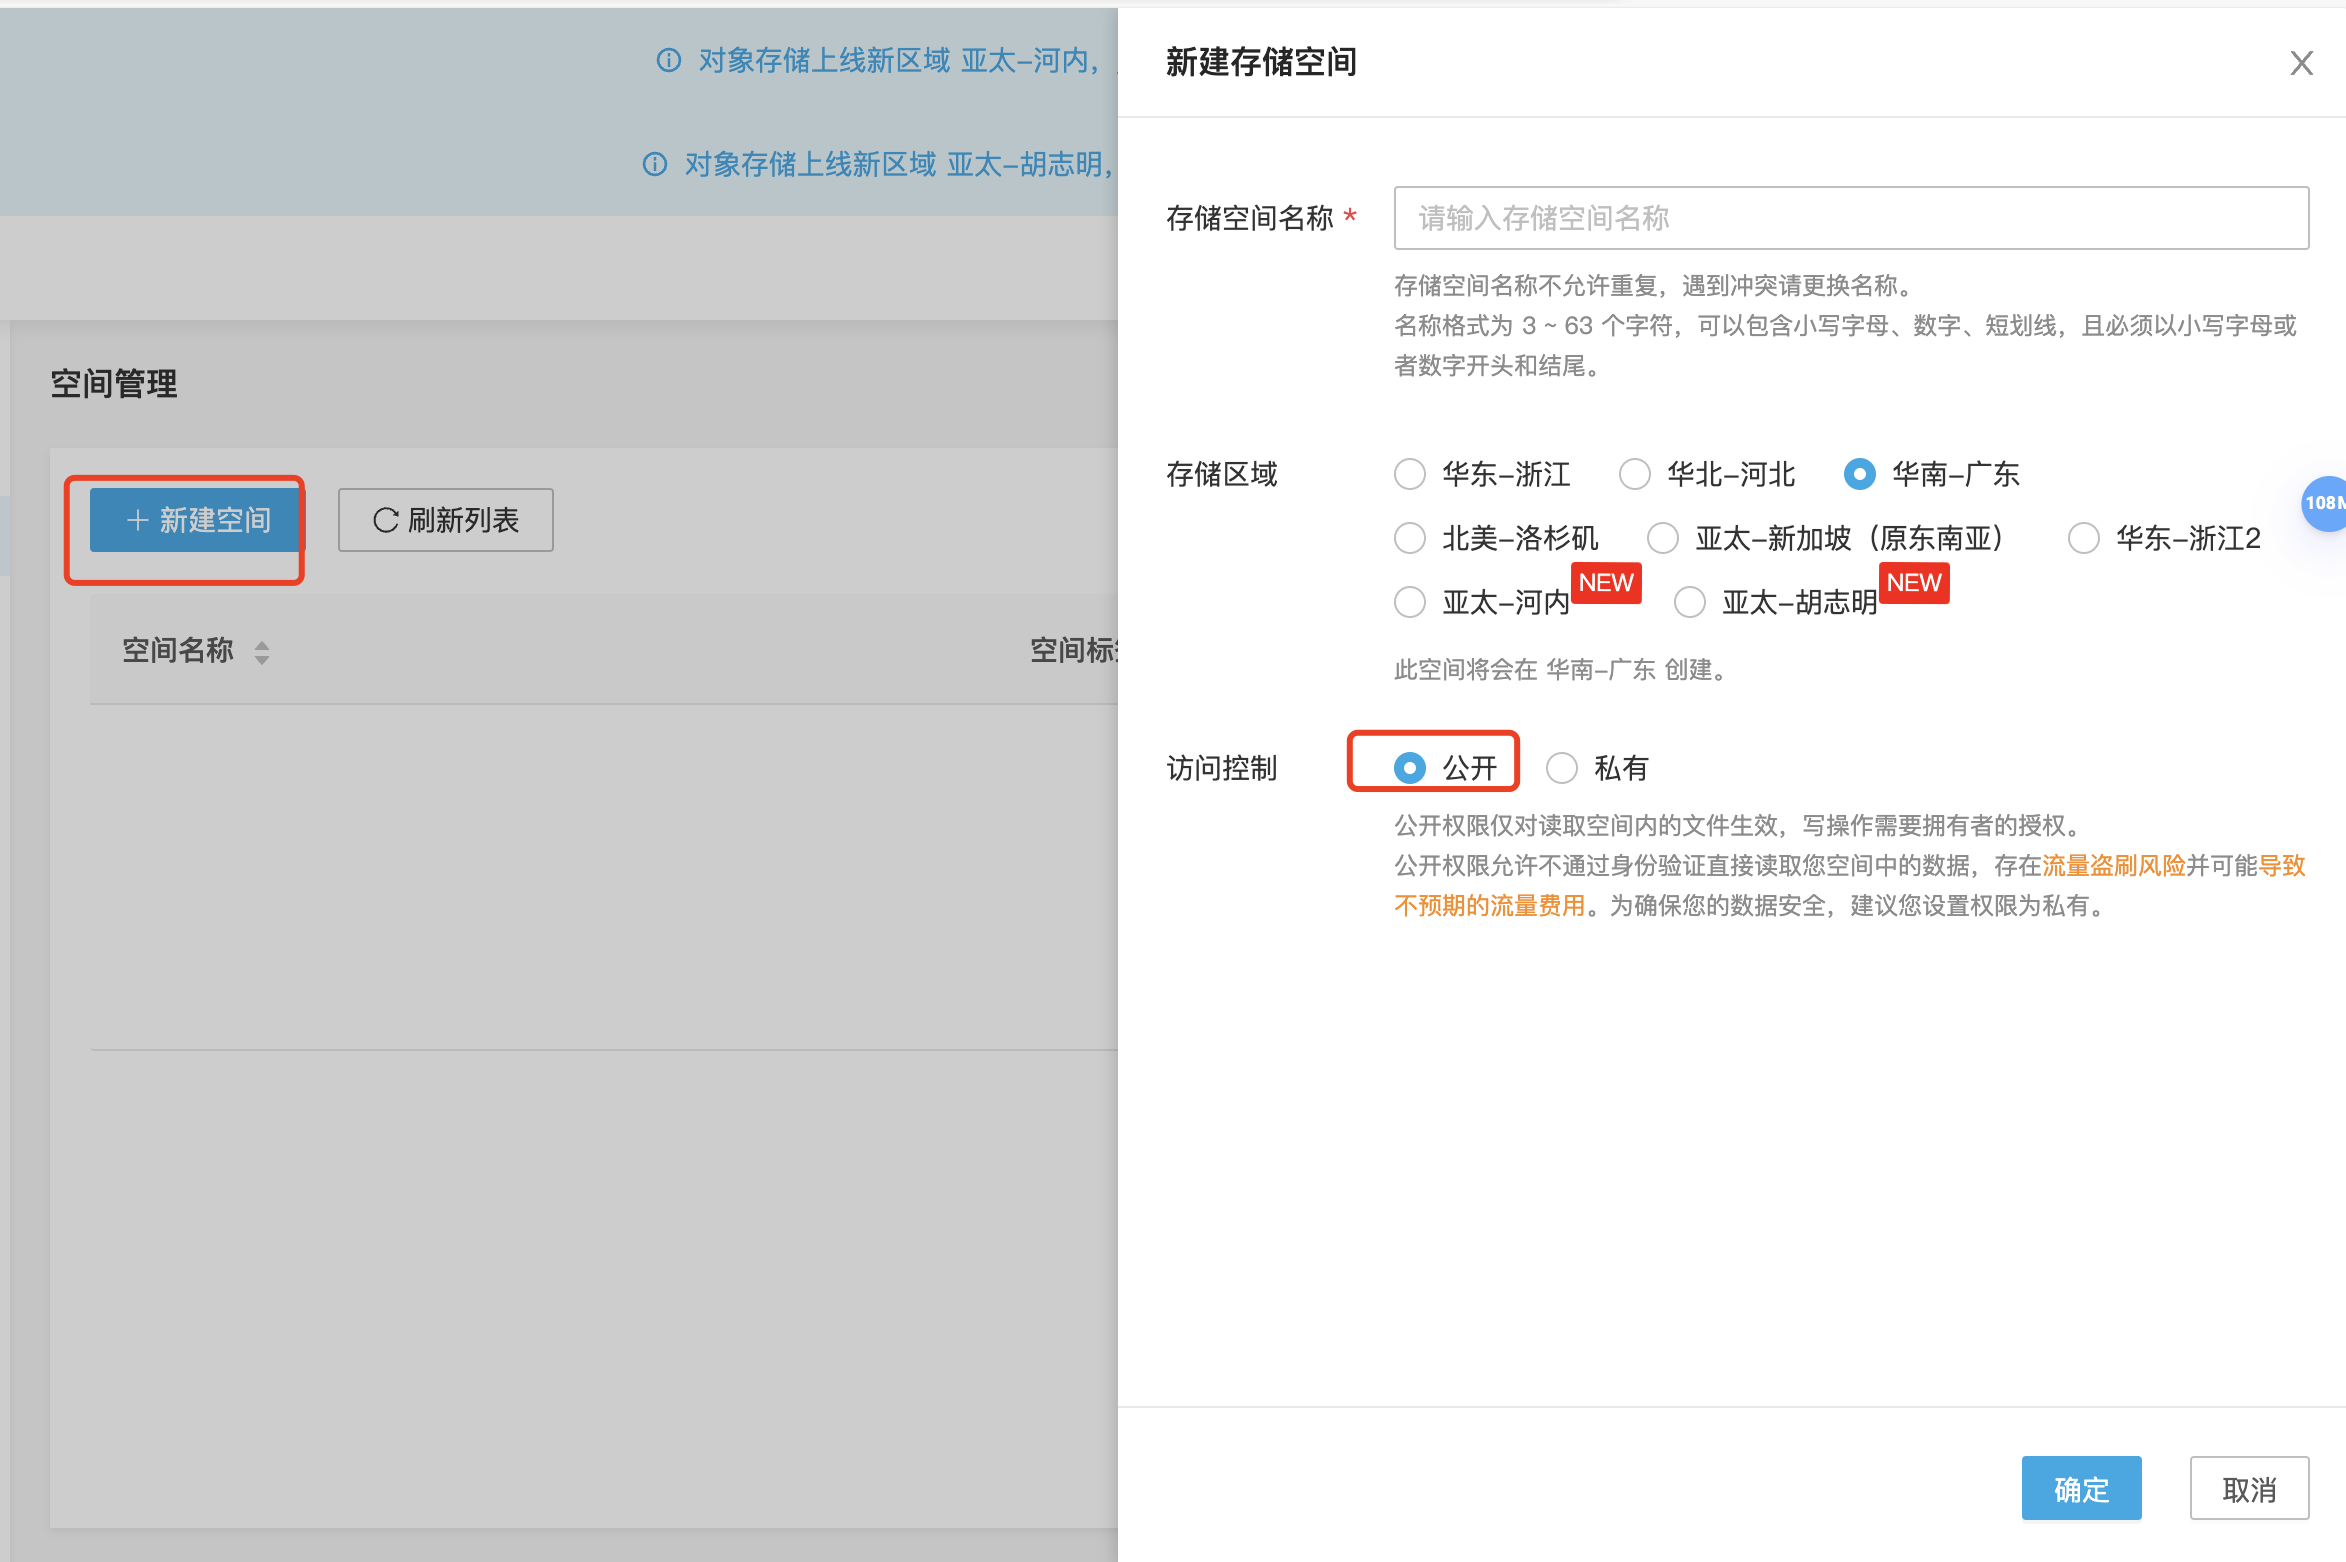 对象存储上线新区域 亚太-河内，
对象存储上线新区域 亚太-胡志明，
空间管理
新建空间
刷新列表
空间名称
空间标
新建存储空间
存储空间名称 *
请输入存储空间名称
存储空间名称不允许重复，遇到冲突请更换名称。
名称格式为 3 ~ 63 个字符，可以包含小写字母、数字、短划线，且必须以小写字母或
者数字开头和结尾。
存储区域
华东-浙江 华北-河北 华南-广东
北美-洛杉矶 亚太-新加坡（原东南亚） 华东-浙江2
亚太-河内 NEW 亚太-胡志明 NEW
此空间将会在 华南-广东 创建。
访问控制
公开 私有
公开权限仅对读取空间内的文件生效，写操作需要拥有者的授权。
公开权限允许不通过身份验证直接读取您空间中的数据，存在流量盗刷风险并可能导致
不预期的流量费用。为确保您的数据安全，建议您设置权限为私有。
108M
确定
取消